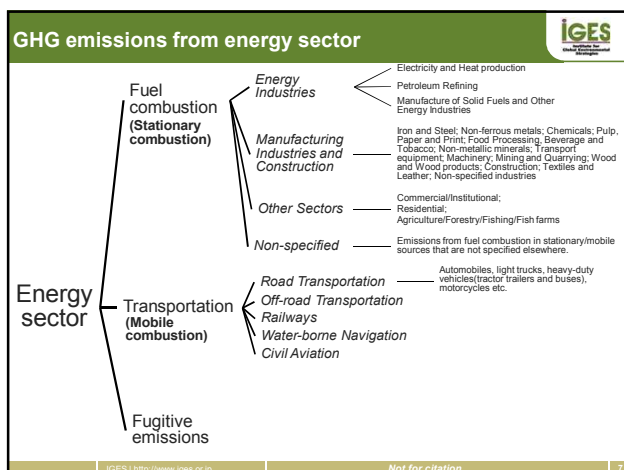 GHG emissions from energy sector
iGES
Institute for
Global Environmental
Strategies
Energy
sector
Fuel
combustion
(Stationary
combustion)
Energy
Industries
Electricity and Heat production
Petroleum Refining
Manufacture of Solid Fuels and Other
Energy Industries
Manufacturing
Industries and
Construction
Iron and Steel; Non-ferrous metals; Chemicals; Pulp,
Paper and Print; Food Processing, Beverage and
Tobacco; Non-metallic minerals; Transport
equipment; Machinery; Mining and Quarrying; Wood
and Wood products; Construction; Textiles and
Leather; Non-specified industries
Other Sectors
Commercial/Institutional;
Residential;
Agriculture/Forestry/Fishing/Fish farms
Non-specified
Emissions from fuel combustion in stationary/mobile
sources that are not specified elsewhere.
Transportation
(Mobile
combustion)
Road Transportation
Automobiles, light trucks, heavy-duty
vehicles(tractor trailers and buses),
motorcycles etc.
Off-road Transportation
Railways
Water-borne Navigation
Civil Aviation
Fugitive
emissions
IGES | http://www.iges.or.jp
Not for citation
7